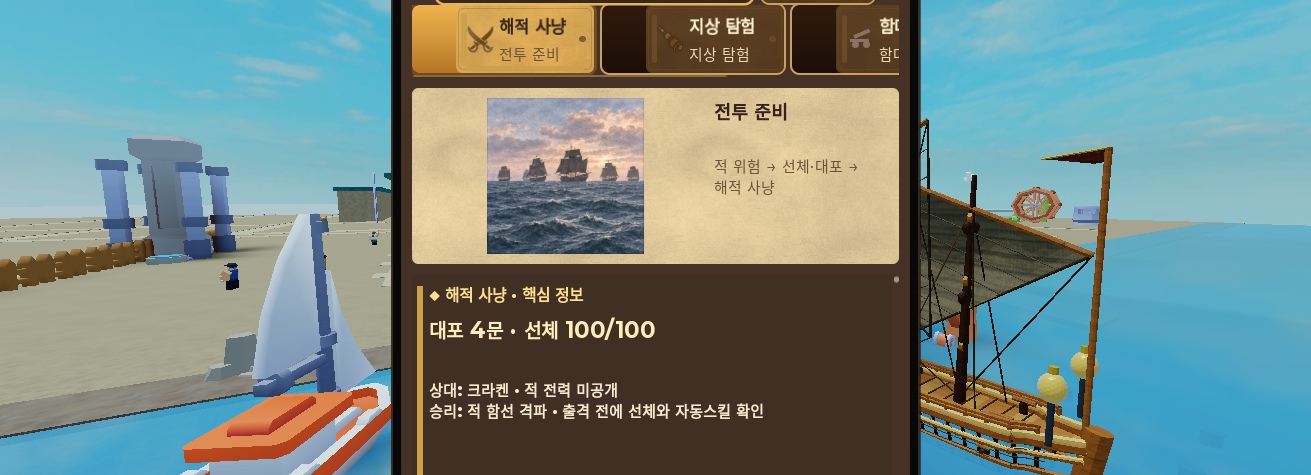 해적 사냥
전투 준비
지상 탐험
지상 탐험
전투 준비
적 위험 → 선체·대포 →
해적 사냥
◆ 해적 사냥 • 핵심 정보
대포 4문 • 선체 100/100
상대: 크라켄 • 적 전력 미공개
승리: 적 함선 격파 • 출격 전에 선체와 자동스킬 확인